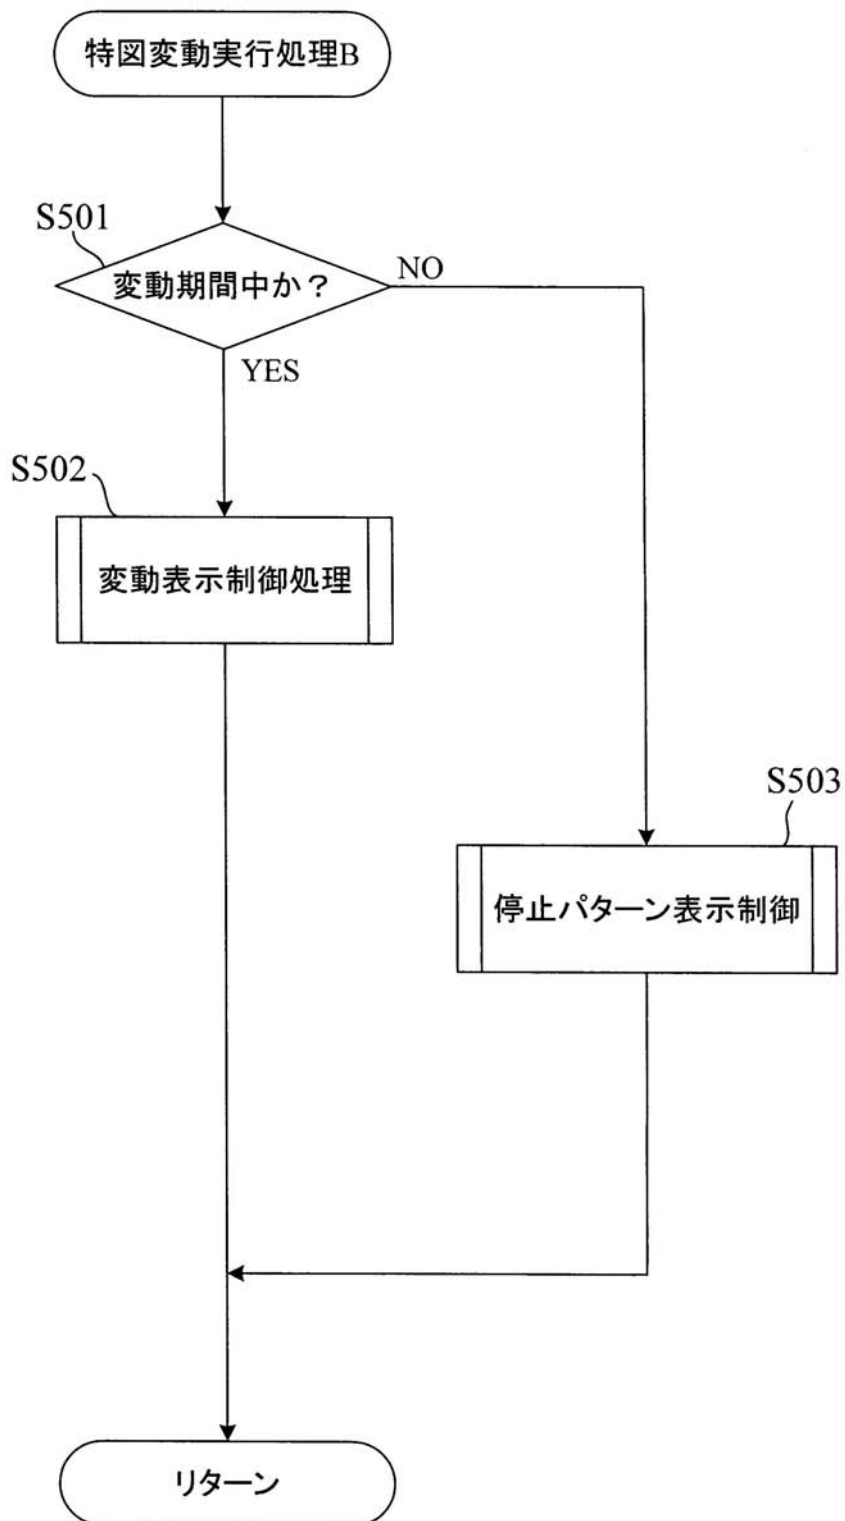 特図変動実行処理B
S501
変動期間中か？
NO
YES
S502
変動表示制御処理
S503
停止パターン表示制御
リターン